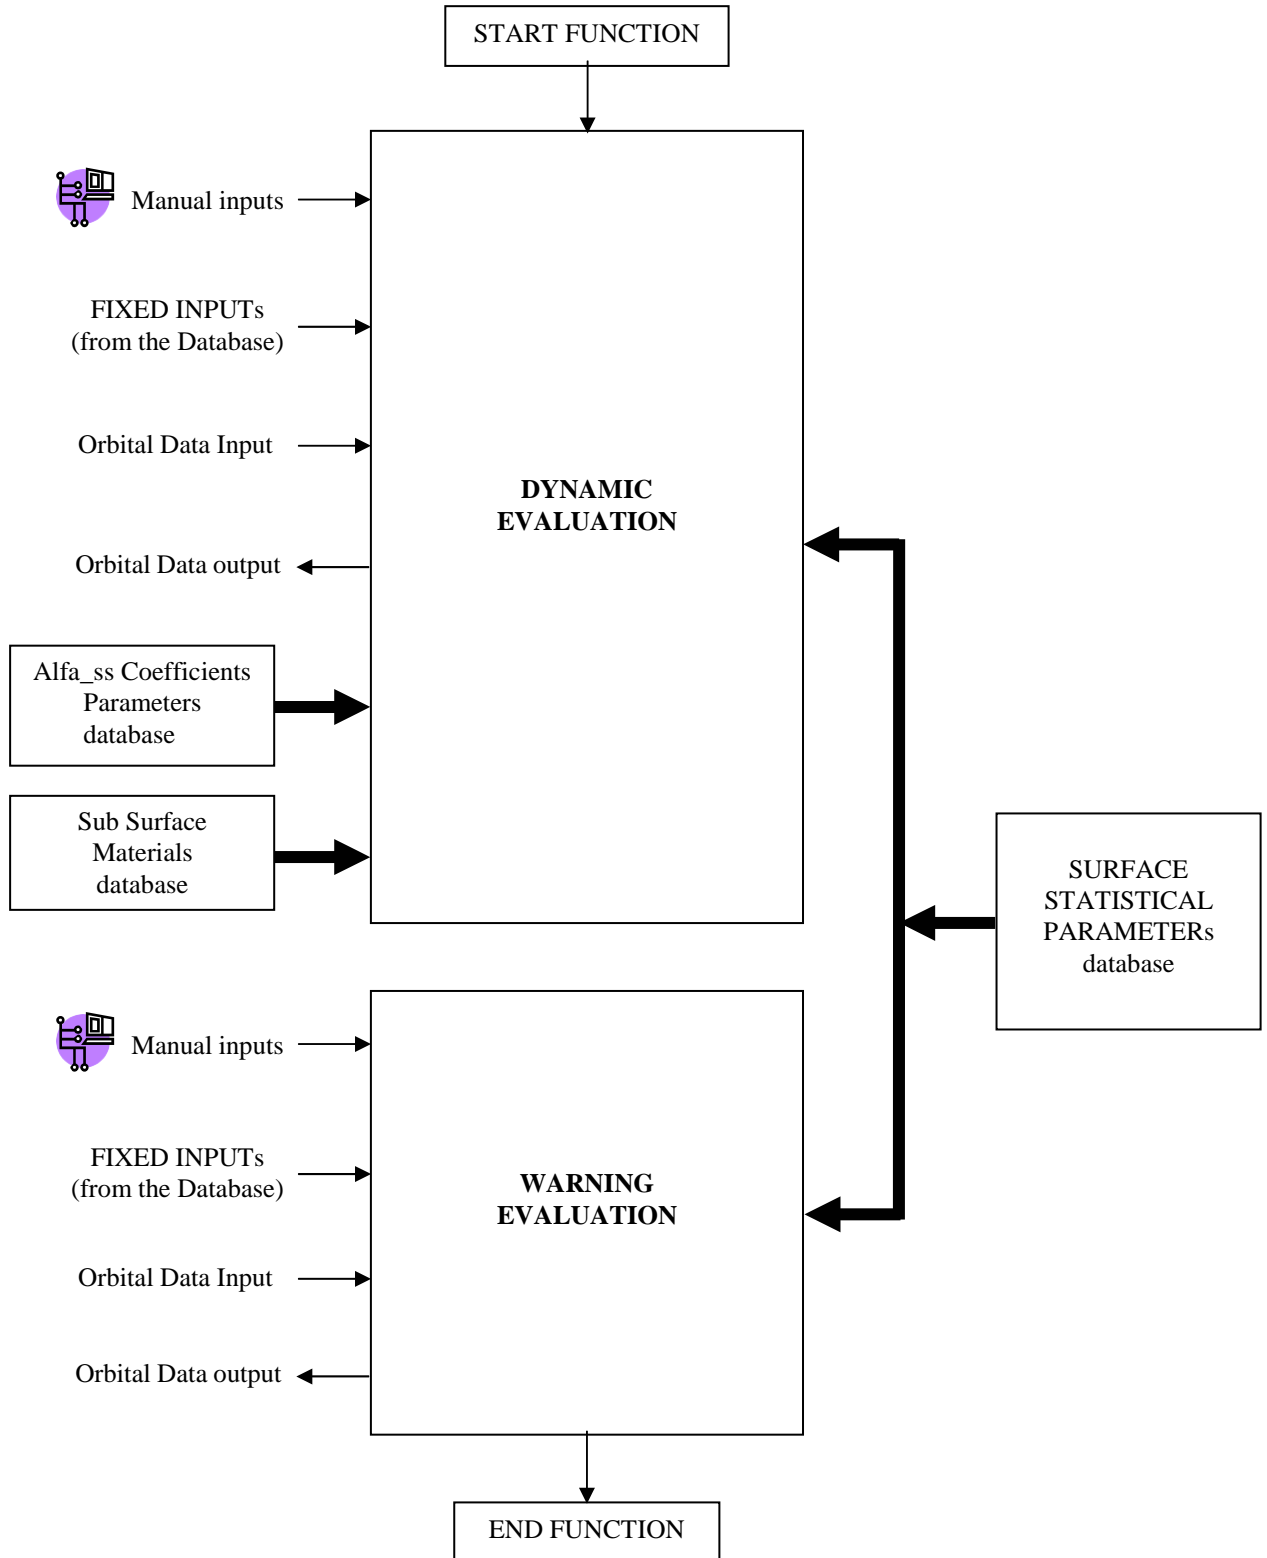 START FUNCTION
Manual inputs
FIXED INPUTs
(from the Database)
Orbital Data Input
DYNAMIC
EVALUATION
Orbital Data output
Alfa_ss Coefficients
Parameters
database
Sub Surface
Materials
database
SURFACE
STATISTICAL
PARAMETERs
database
Manual inputs
FIXED INPUTs
(from the Database)
WARNING
EVALUATION
Orbital Data Input
Orbital Data output
END FUNCTION